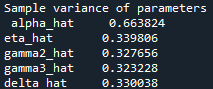 Sample variance of parameters
alpha_hat 0.663824
eta_hat 0.339806
gamma2_hat 0.327656
gamma3_hat 0.323228
delta_hat 0.330038